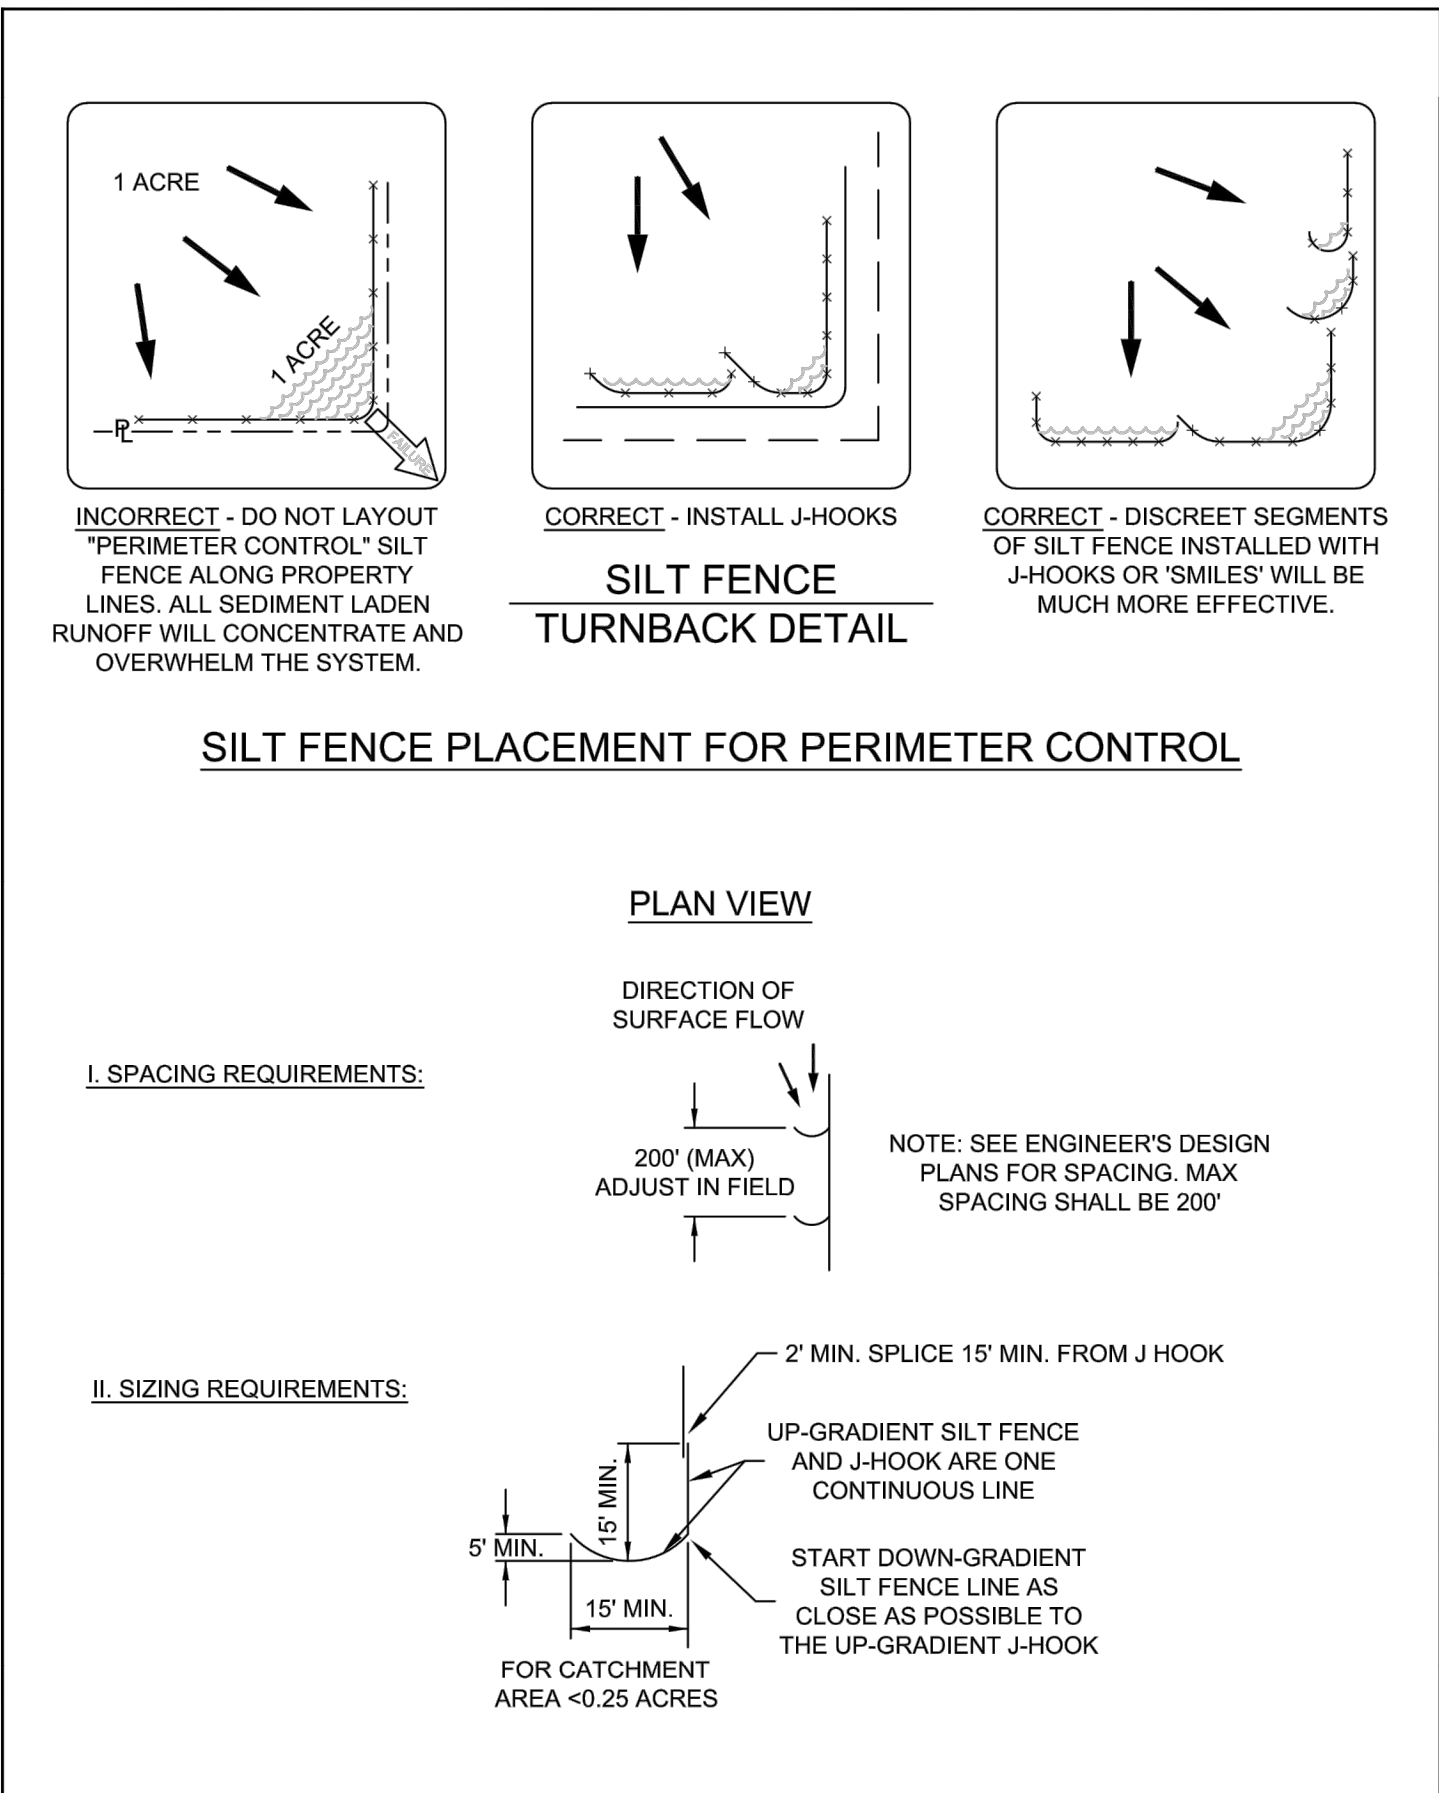 1 ACRE
1 ACRE
PL
FAILURE
INCORRECT - DO NOT LAYOUT
"PERIMETER CONTROL" SILT
FENCE ALONG PROPERTY
LINES. ALL SEDIMENT LADEN
RUNOFF WILL CONCENTRATE AND
OVERWHELM THE SYSTEM.
CORRECT - INSTALL J-HOOKS
SILT FENCE
TURNBACK DETAIL
CORRECT - DISCREET SEGMENTS
OF SILT FENCE INSTALLED WITH
J-HOOKS OR 'SMILES' WILL BE
MUCH MORE EFFECTIVE.
SILT FENCE PLACEMENT FOR PERIMETER CONTROL
PLAN VIEW
DIRECTION OF
SURFACE FLOW
I. SPACING REQUIREMENTS:
200' (MAX)
ADJUST IN FIELD
NOTE: SEE ENGINEER'S DESIGN
PLANS FOR SPACING. MAX
SPACING SHALL BE 200'
II. SIZING REQUIREMENTS:
2' MIN. SPLICE 15' MIN. FROM J HOOK
UP-GRADIENT SILT FENCE
AND J-HOOK ARE ONE
CONTINUOUS LINE
15' MIN.
5' MIN.
15' MIN.
START DOWN-GRADIENT
SILT FENCE LINE AS
CLOSE AS POSSIBLE TO
THE UP-GRADIENT J-HOOK
FOR CATCHMENT
AREA <0.25 ACRES